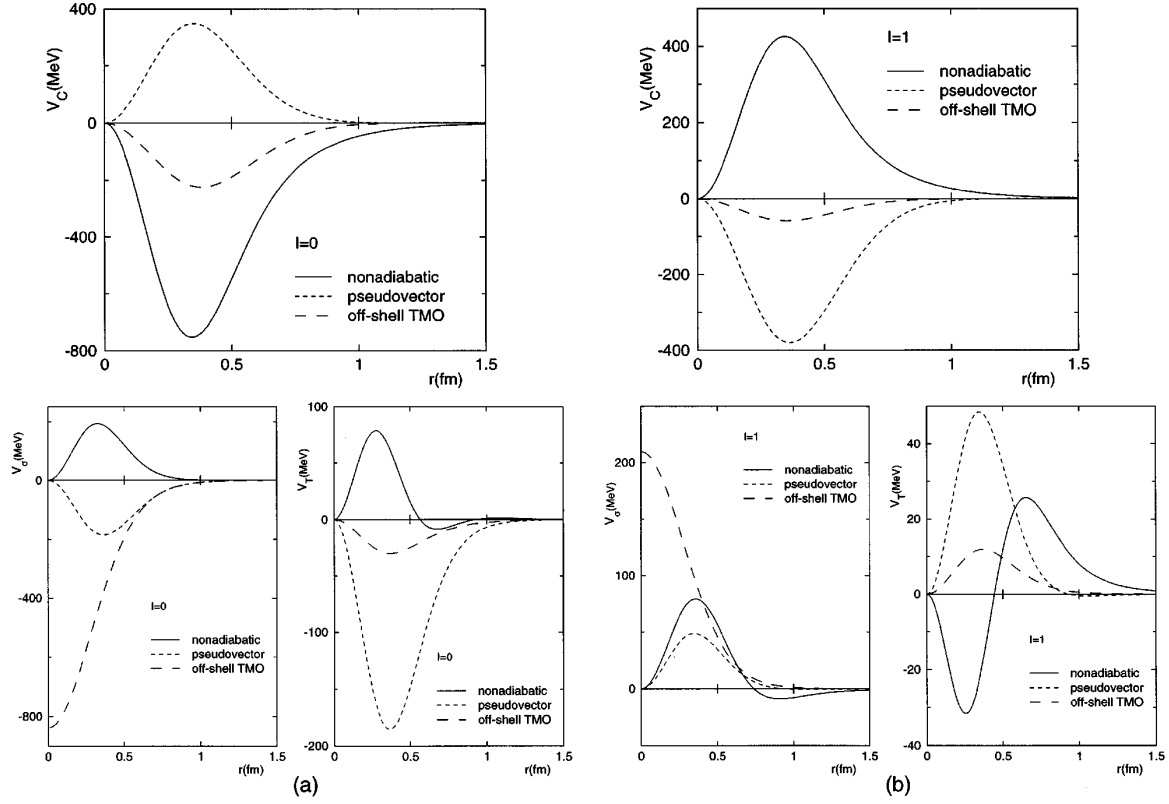 400
V_C(MeV)
0
-400
-800
I=0
nonadiabatic
pseudovector
off-shell TMO
0
0.5
1
1.5
r(fm)
400
V_C(MeV)
200
0
-200
-400
I=1
nonadiabatic
pseudovector
off-shell TMO
0
0.5
1
1.5
r(fm)
V_σ(MeV)
0
-400
-800
I=0
nonadiabatic
pseudovector
off-shell TMO
0
0.5
1
1.5
r(fm)
100
V_T(MeV)
0
-100
-200
I=0
nonadiabatic
pseudovector
off-shell TMO
0
0.5
1
1.5
r(fm)
(a)
200
V_σ(MeV)
100
0
I=1
nonadiabatic
pseudovector
off-shell TMO
0
0.5
1
1.5
r(fm)
40
V_T(MeV)
20
0
-20
-40
I=1
nonadiabatic
pseudovector
off-shell TMO
0
0.5
1
1.5
r(fm)
(b)